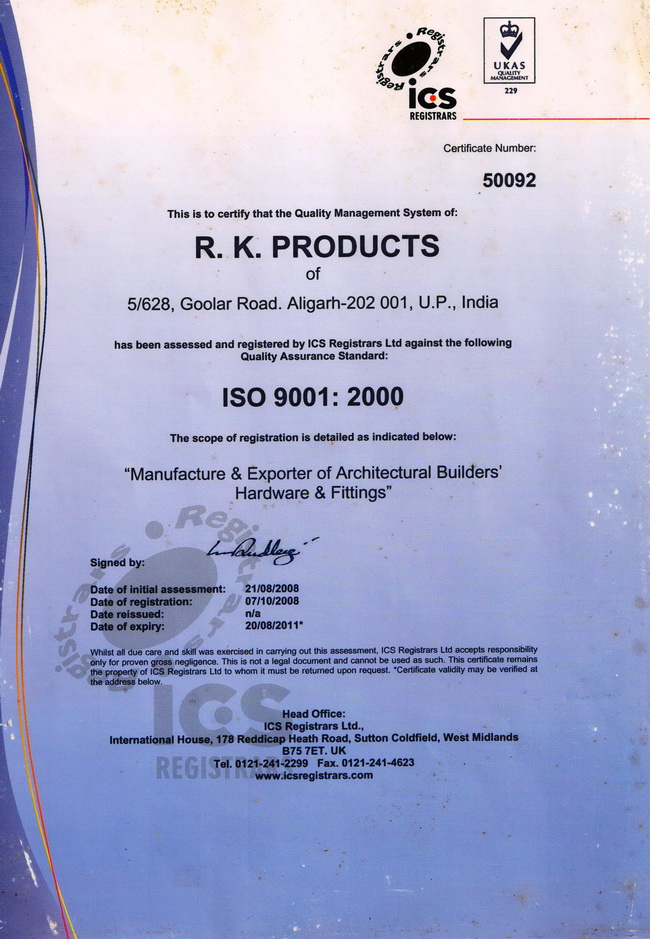 Registrars
Registrars
ics
REGISTRARS
UKAS
QUALITY
MANAGEMENT
229
Certificate Number:
50092
This is to certify that the Quality Management System of:
R. K. PRODUCTS
of
5/628, Goolar Road. Aligarh-202 001, U.P., India
has been assessed and registered by ICS Registrars Ltd against the following
Quality Assurance Standard:
ISO 9001: 2000
The scope of registration is detailed as indicated below:
“Manufacture & Exporter of Architectural Builders’
Hardware & Fittings”
Registrars
Registrars
Signed by:
Date of initial assessment: 21/08/2008
Date of registration: 07/10/2008
Date reissued: n/a
Date of expiry: 20/08/2011*
Whilst all due care and skill was exercised in carrying out this assessment, ICS Registrars Ltd accepts responsibility
only for proven gross negligence. This is not a legal document and cannot be used as such. This certificate remains
the property of ICS Registrars Ltd to whom it must be returned upon request. *Certificate validity may be verified at
the address below.
ics
REGISTRARS
Head Office:
ICS Registrars Ltd.,
International House, 178 Reddicap Heath Road, Sutton Coldfield, West Midlands
B75 7ET. UK
Tel. 0121-241-2299 Fax. 0121-241-4623
www.icsregistrars.com